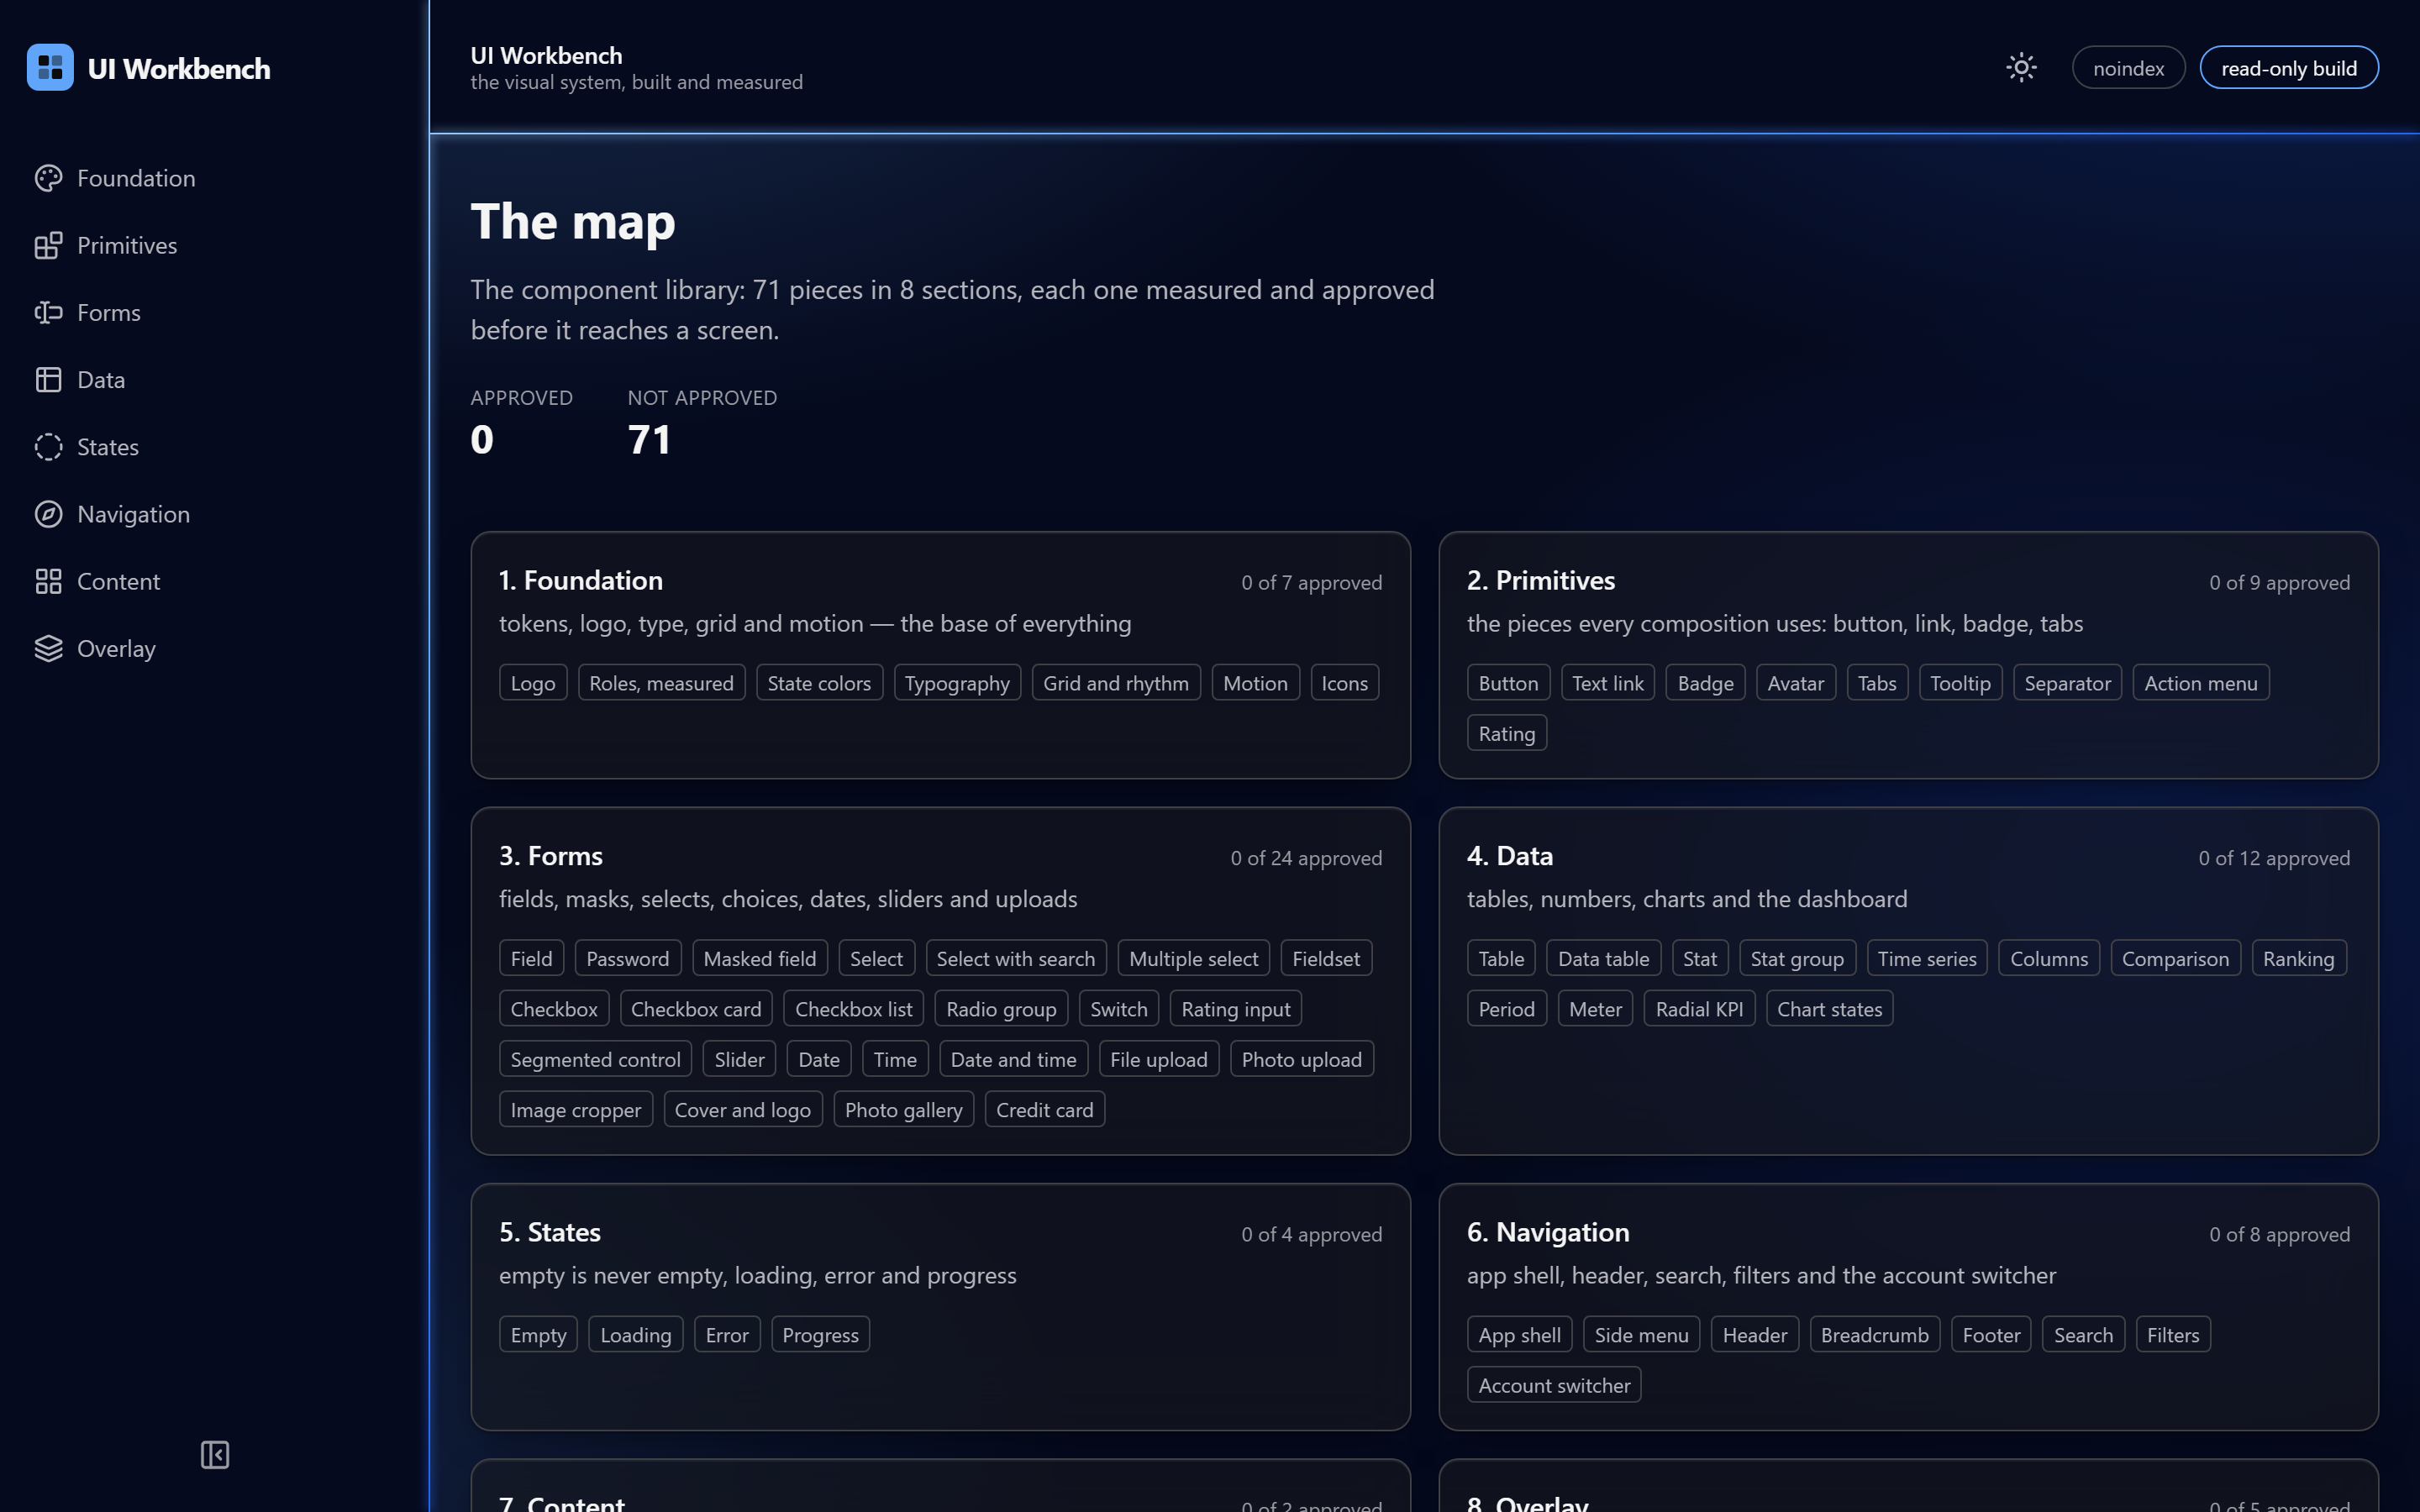 UI Workbench
Foundation
Primitives
Forms
Data
States
Navigation
Content
Overlay
UI Workbench
the visual system, built and measured
noindex
read-only build
The map
The component library: 71 pieces in 8 sections, each one measured and approved
before it reaches a screen.
APPROVED
0
NOT APPROVED
71
1. Foundation
0 of 7 approved
tokens, logo, type, grid and motion — the base of everything
Logo Roles, measured State colors Typography Grid and rhythm Motion Icons
2. Primitives
0 of 9 approved
the pieces every composition uses: button, link, badge, tabs
Button Text link Badge Avatar Tabs Tooltip Separator Action menu
Rating
3. Forms
0 of 24 approved
fields, masks, selects, choices, dates, sliders and uploads
Field Password Masked field Select Select with search Multiple select Fieldset
Checkbox Checkbox card Checkbox list Radio group Switch Rating input
Segmented control Slider Date Time Date and time File upload Photo upload
Image cropper Cover and logo Photo gallery Credit card
4. Data
0 of 12 approved
tables, numbers, charts and the dashboard
Table Data table Stat Stat group Time series Columns Comparison Ranking
Period Meter Radial KPI Chart states
5. States
0 of 4 approved
empty is never empty, loading, error and progress
Empty Loading Error Progress
6. Navigation
0 of 8 approved
app shell, header, search, filters and the account switcher
App shell Side menu Header Breadcrumb Footer Search Filters
Account switcher
7. Content
0 of 2 approved
8. Overlay
0 of 5 approved